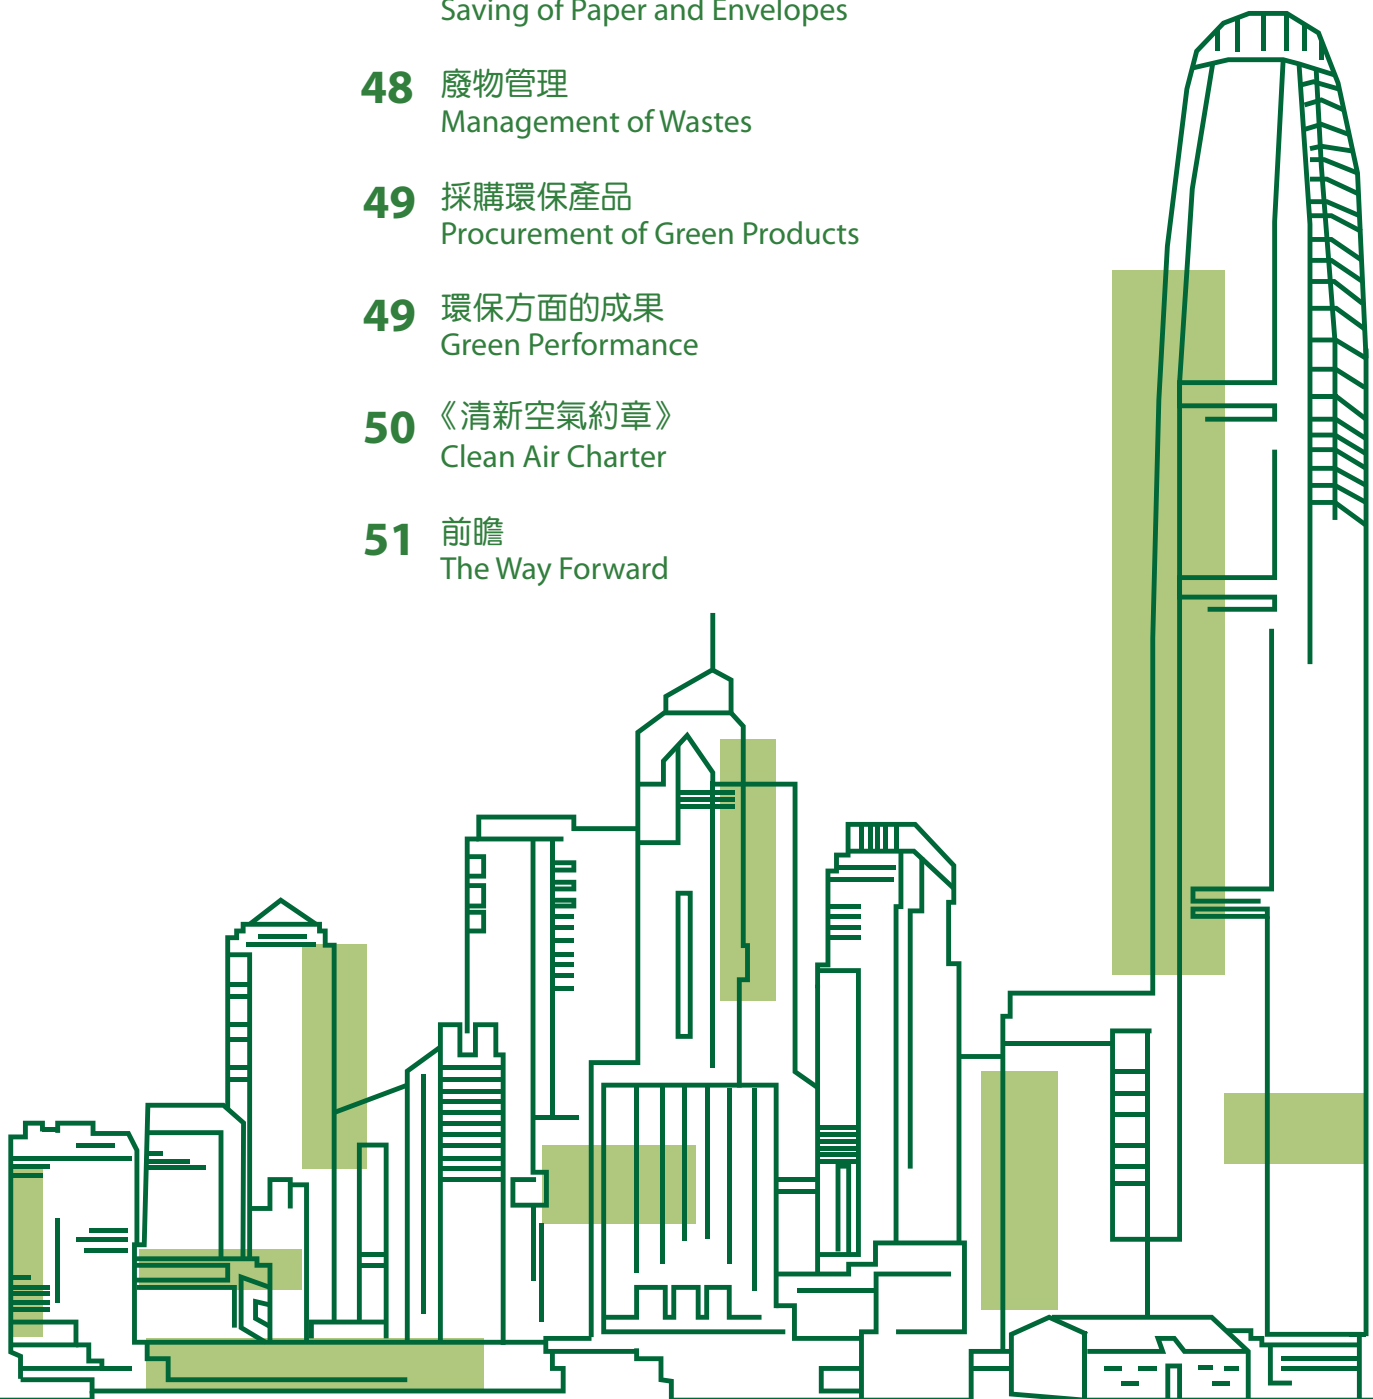 Saving of Paper and Envelopes
48 廢物管理
Management of Wastes
49 採購環保產品
Procurement of Green Products
49 環保方面的成果
Green Performance
50 《清新空氣約章》
Clean Air Charter
51 前瞻
The Way Forward